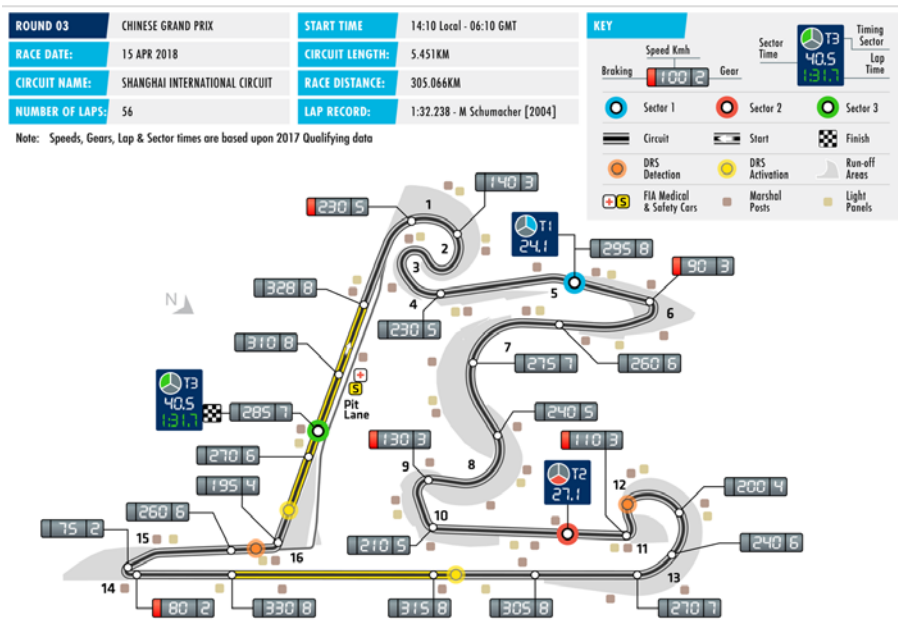 ROUND 03 CHINESE GRAND PRIX START TIME 14:10 Local - 06:10 GMT
RACE DATE: 15 APR 2018 CIRCUIT LENGTH: 5.451KM
CIRCUIT NAME: SHANGHAI INTERNATIONAL CIRCUIT RACE DISTANCE: 305.066KM
NUMBER OF LAPS: 56 LAP RECORD: 1:32.238 - M Schumacher [2004]
Note: Speeds, Gears, Lap & Sector times are based upon 2017 Qualifying data
KEY
Speed Kmh
Braking 100 2 Gear
Sector Time
T3
40.5
1:31.7
Timing Sector
Lap Time
Sector 1 Sector 2 Sector 3
Circuit Start Finish
DRS Detection DRS Activation Run-off Areas
FIA Medical & Safety Cars Marshal Posts Light Panels
S
N
140 3
230 5
1
2
3
4
T1
24.1
295 8
90 3
5
6
328 8
230 5
310 8
7
275 7
260 6
T3
40.5
1:31.7
285 7
S
Pit Lane
240 5
130 3
110 3
270 6
8
9
T2
27.1
12
195 4
200 4
260 6
10
75 2
15
16
210 5
11
240 6
14
13
80 2
330 8
315 8
305 8
270 7